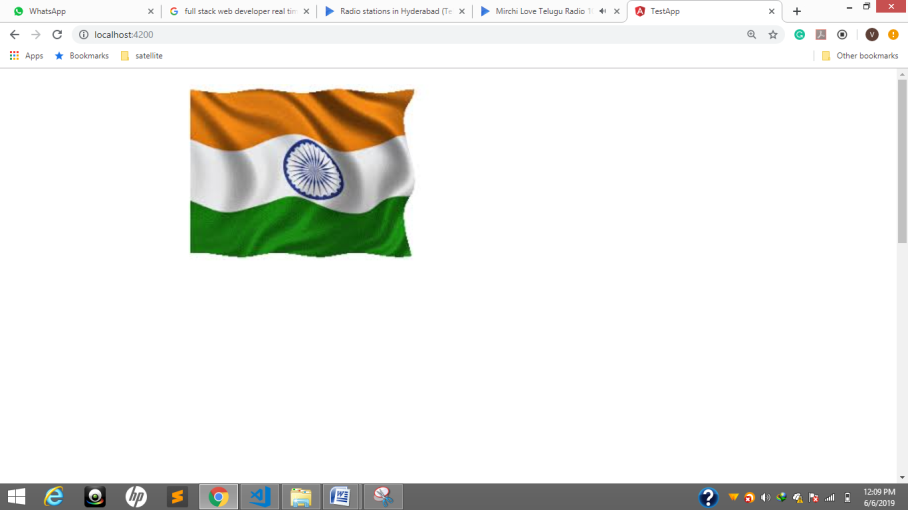 WhatsApp
full stack web developer real tim
Radio stations in Hyderabad (Te
Mirchi Love Telugu Radio 10
TestApp
localhost:4200
V
Apps
Bookmarks
satellite
Other bookmarks
12:09 PM
6/6/2019